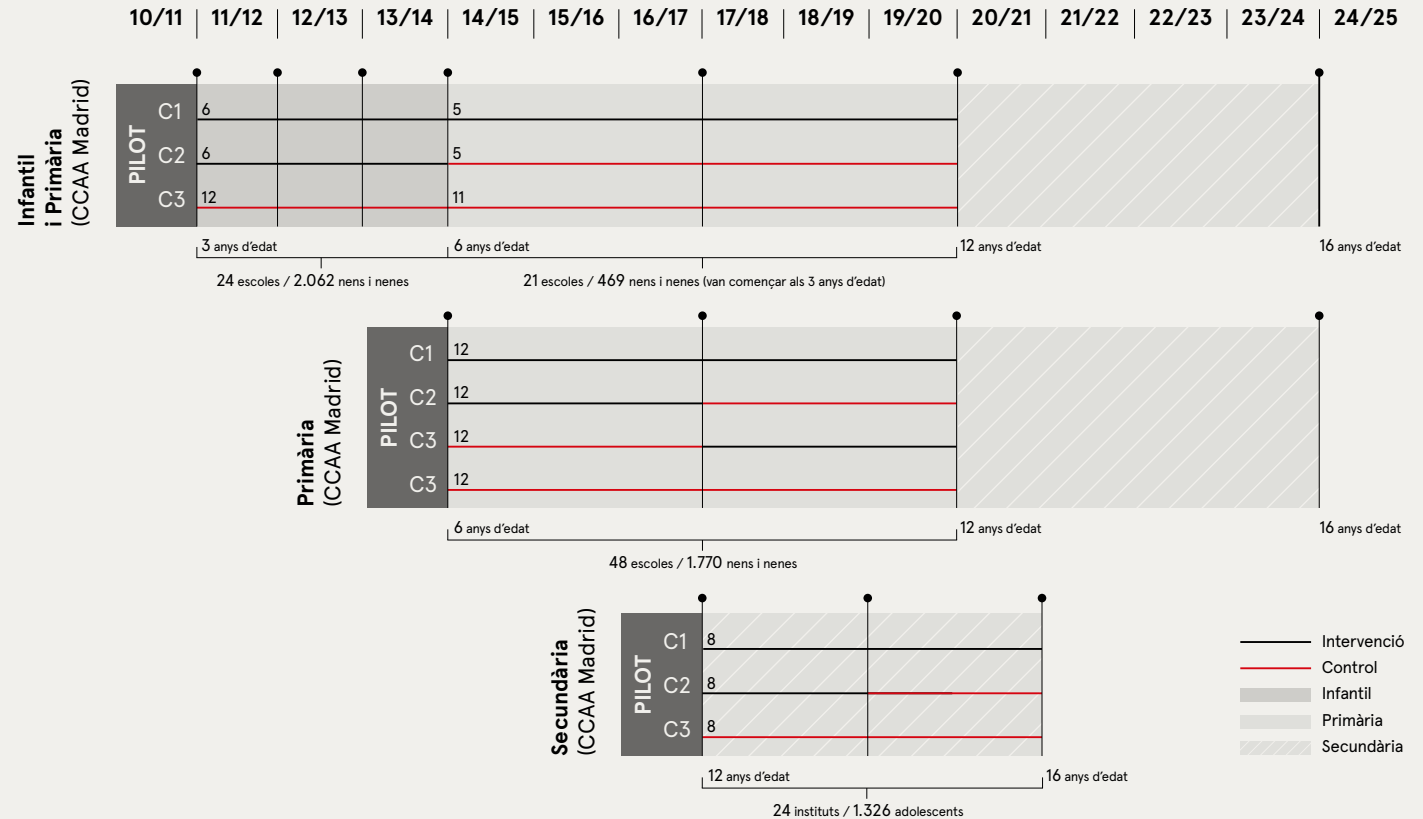 10/11 | 11/12 | 12/13 | 13/14 | 14/15 | 15/16 | 16/17 | 17/18 | 18/19 | 19/20 | 20/21 | 21/22 | 22/23 | 23/24 | 24/25
Infantil
i Primària
(CCAA Madrid)
PILOT
C1 6 5
C2 6 5
C3 12 11
3 anys d'edat 6 anys d'edat 12 anys d'edat 16 anys d'edat
24 escoles / 2.062 nens i nenes 21 escoles / 469 nens i nenes (van començar als 3 anys d'edat)
Primària
(CCAA Madrid)
PILOT
C1 12
C2 12
C3 12
C3 12
6 anys d'edat 12 anys d'edat 16 anys d'edat
48 escoles / 1.770 nens i nenes
Secundària
(CCAA Madrid)
PILOT
C1 8
C2 8
C3 8
12 anys d'edat 16 anys d'edat
24 instituts / 1.326 adolescents
Intervenció
Control
Infantil
Primària
Secundària